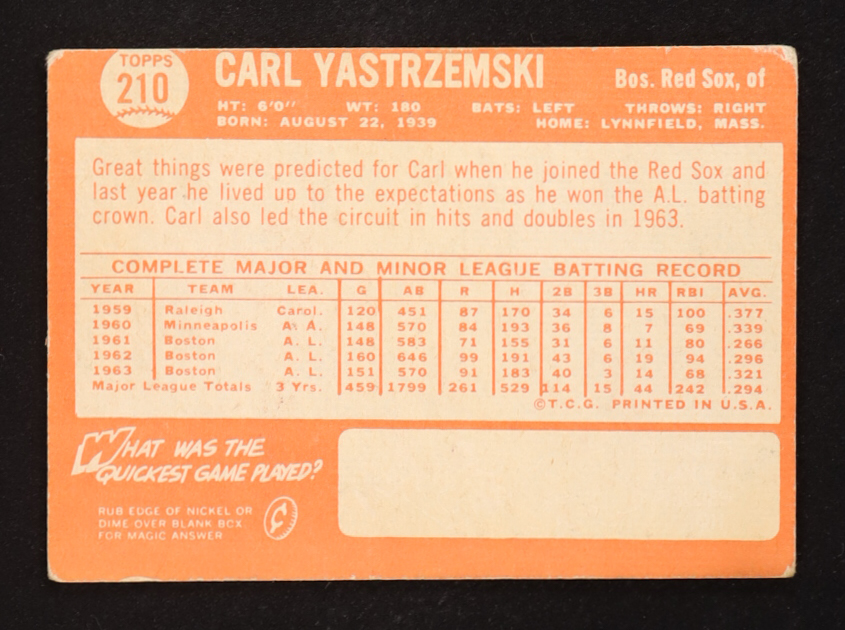 TOPPS
210
CARL YASTRZEMSKI
Bos. Red Sox, of
HT: 6'0" WT: 180 BATS: LEFT THROWS: RIGHT
BORN: AUGUST 22, 1939 HOME: LYNNFIELD, MASS.
Great things were predicted for Carl when he joined the Red Sox and
last year he lived up to the expectations as he won the A.L. batting
crown. Carl also led the circuit in hits and doubles in 1963.
COMPLETE MAJOR AND MINOR LEAGUE BATTING RECORD
YEAR TEAM LEA. G AB R H 2B 3B HR RBI AVG.
1959 Raleigh Carol. 120 451 87 170 34 6 15 100 .377
1960 Minneapolis A. A. 148 570 84 193 36 8 7 69 .339
1961 Boston A. L. 148 583 71 155 31 6 11 80 .266
1962 Boston A. L. 160 646 99 191 43 6 19 94 .296
1963 Boston A. L. 151 570 91 183 40 3 14 68 .321
Major League Totals 3 Yrs. 459 1799 261 529 114 15 44 242 .294
©T.C.G. PRINTED IN U.S.A.
WHAT WAS THE
QUICKEST GAME PLAYED?
RUB EDGE OF NICKEL OR
DIME OVER BLANK BOX
FOR MAGIC ANSWER